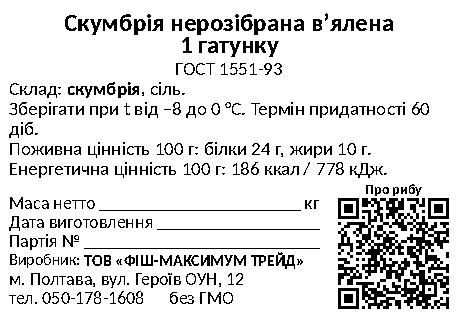 Скумбрія нерозібрана в’ялена
1 гатунку
ГОСТ 1551-93
Склад: скумбрія, сіль.
Зберігати при t від –8 до 0 °С. Термін придатності 60
діб.
Поживна цінність 100 г: білки 24 г, жири 10 г.
Енергетична цінність 100 г: 186 ккал / 778 кДж.
Про рибу
Маса нетто ______________________ кг
Дата виготовлення __________________
Партія № __________________________
Виробник: ТОВ «ФІШ-МАКСИМУМ ТРЕЙД»
м. Полтава, вул. Героїв ОУН, 12
тел. 050-178-1608 без ГМО